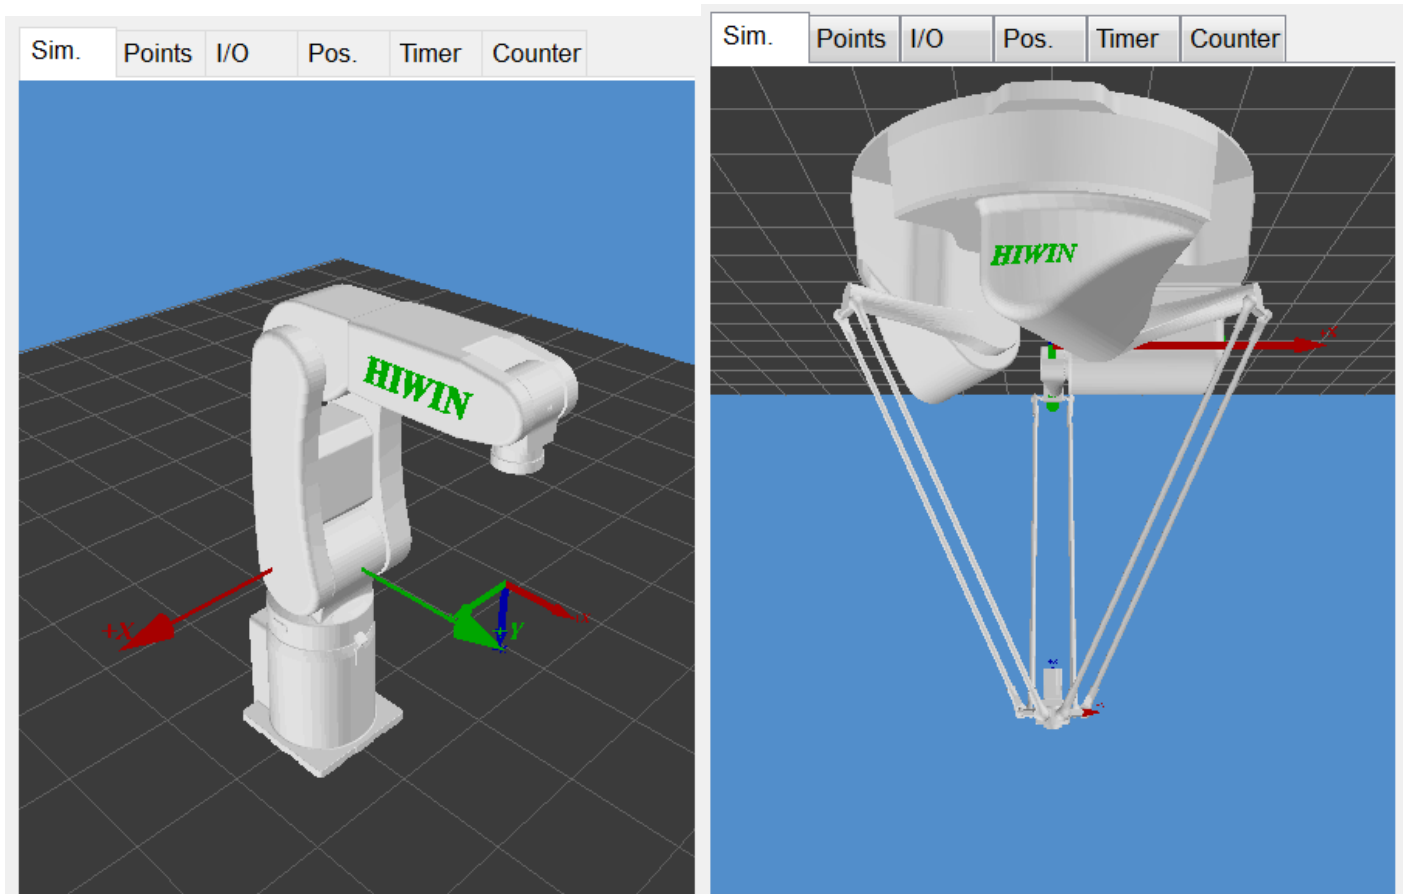 Sim. Points I/O Pos. Timer Counter
HIWIN
+X
+Y
Sim. Points I/O Pos. Timer Counter
HIWIN
+X